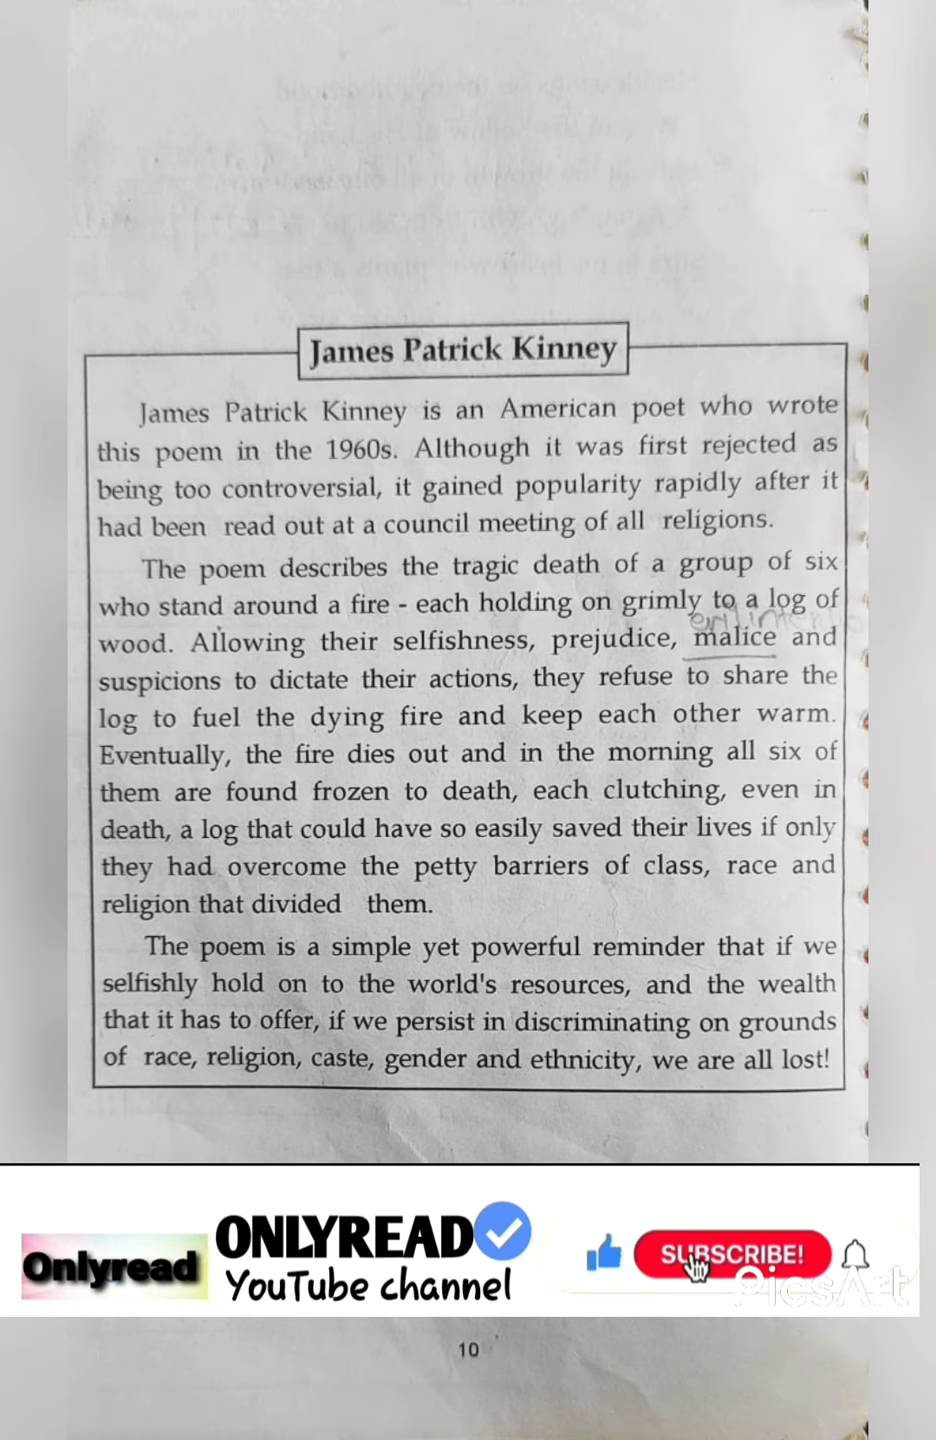 James Patrick Kinney
James Patrick Kinney is an American poet who wrote
this poem in the 1960s. Although it was first rejected as
being too controversial, it gained popularity rapidly after it
had been read out at a council meeting of all religions.
The poem describes the tragic death of a group of six
who stand around a fire - each holding on grimly to a log of
wood. Allowing their selfishness, prejudice, malice and
suspicions to dictate their actions, they refuse to share the
log to fuel the dying fire and keep each other warm.
Eventually, the fire dies out and in the morning all six of
them are found frozen to death, each clutching, even in
death, a log that could have so easily saved their lives if only
they had overcome the petty barriers of class, race and
religion that divided them.
The poem is a simple yet powerful reminder that if we
selfishly hold on to the world's resources, and the wealth
that it has to offer, if we persist in discriminating on grounds
of race, religion, caste, gender and ethnicity, we are all lost!
Onlyread
ONLYREAD
YouTube channel
SUBSCRIBE!
PicsArt
10